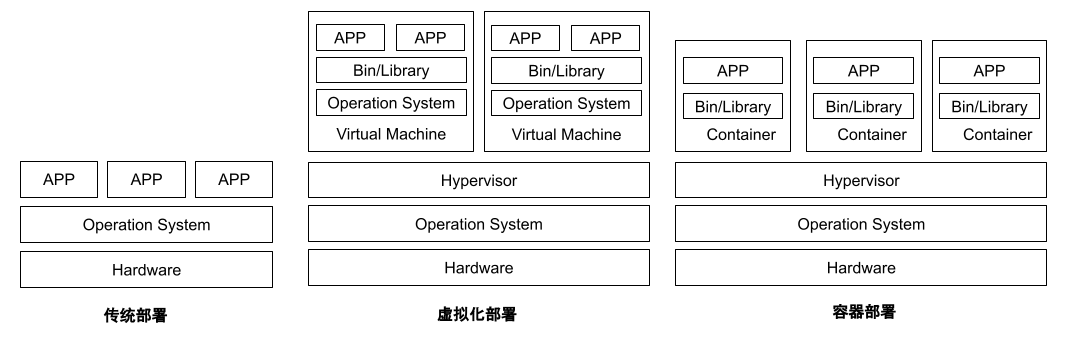 APP APP APP
Operation System
Hardware
传统部署
APP APP
Bin/Library
Operation System
Virtual Machine
APP APP
Bin/Library
Operation System
Virtual Machine
Hypervisor
Operation System
Hardware
虚拟化部署
APP
Bin/Library
Container
APP
Bin/Library
Container
APP
Bin/Library
Container
Hypervisor
Operation System
Hardware
容器部署